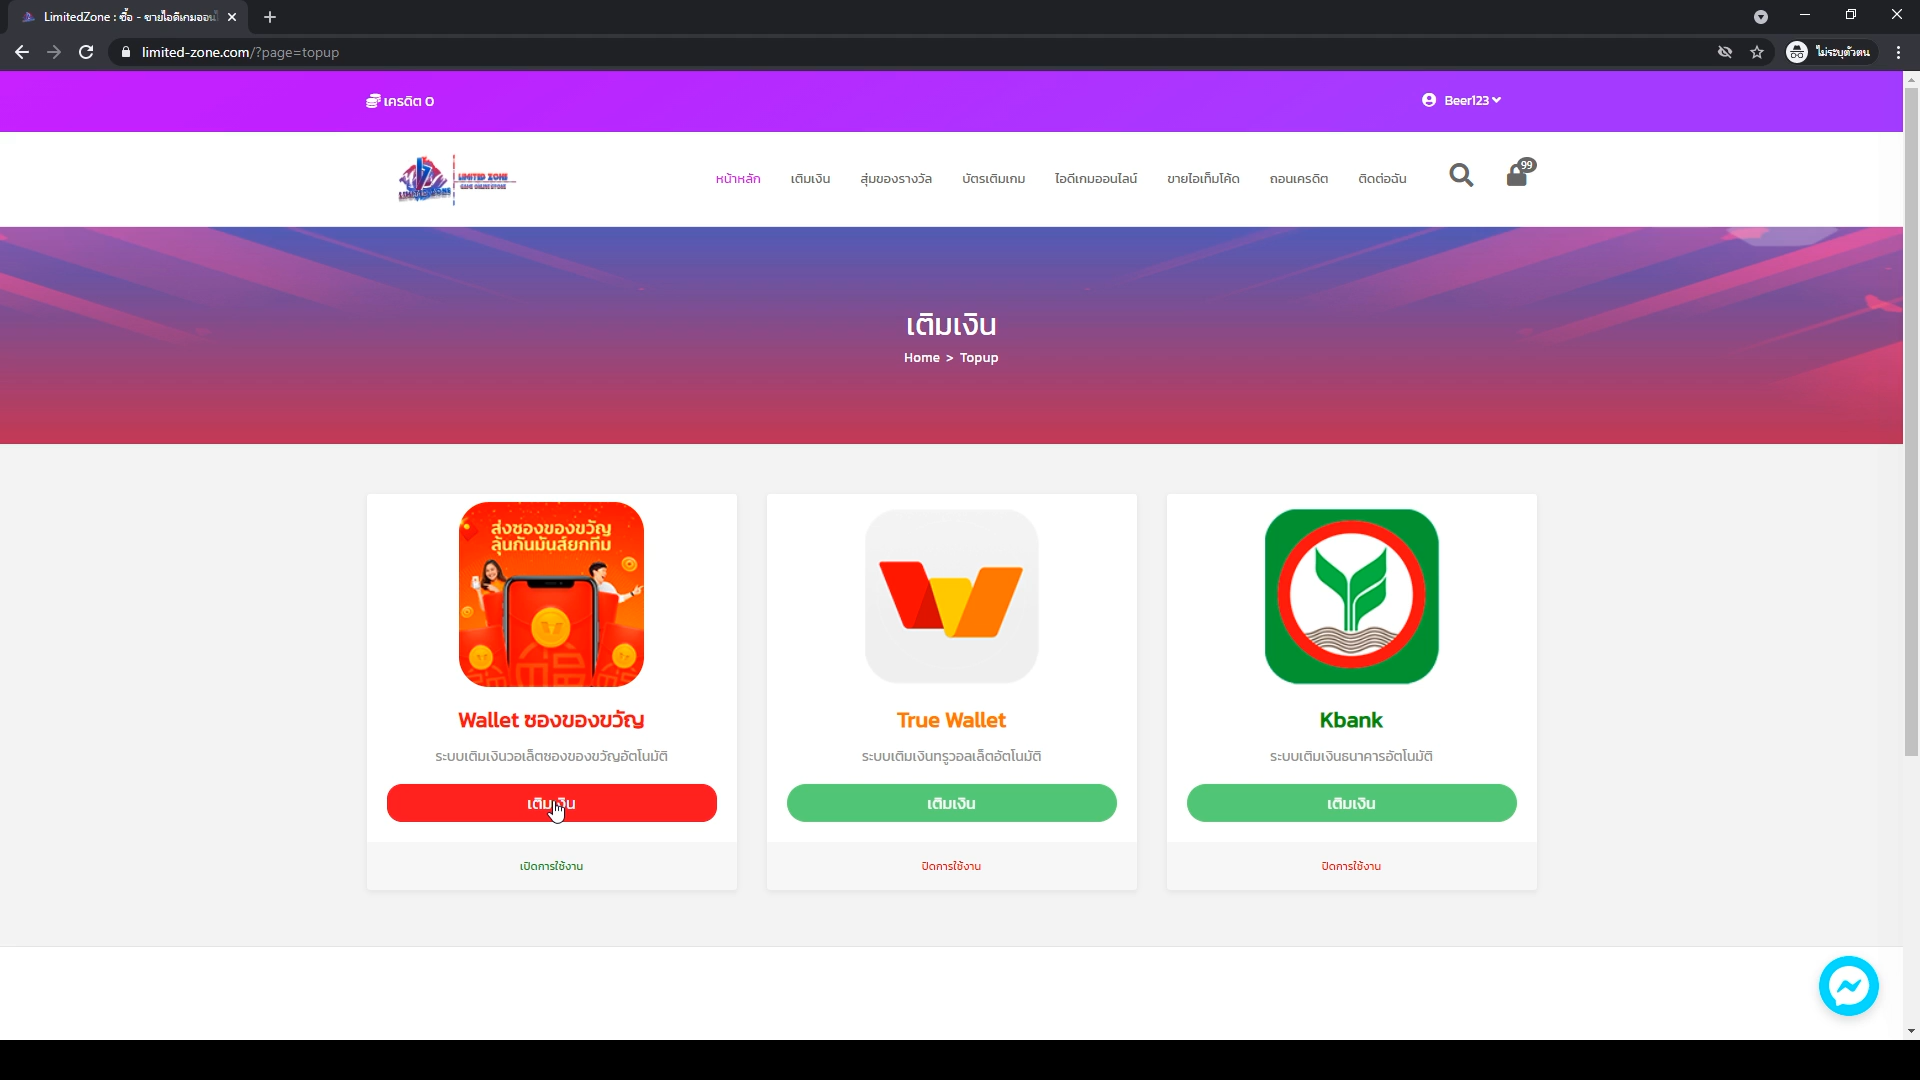 LimitedZone : ซื้อ - ขายไอดีเกมออนไ
limited-zone.com/?page=topup
ไม่ระบุตัวตน
เครดิต 0
Beer123
LIMITED ZONE
GAME ONLINE STORE
หน้าหลัก
เติมเงิน
สุ่มของรางวัล
บัตรเติมเกม
ไอดีเกมออนไลน์
ขายไอเท็มโค้ด
ถอนเครดิต
ติดต่อฉัน
99
เติมเงิน
Home > Topup
ส่งซองของขวัญ
ลุ้นกันมันส์ยกทีม
Wallet ซองของขวัญ
ระบบเติมเงินวอเล็ตซองของขวัญอัตโนมัติ
เติมเงิน
เปิดการใช้งาน
True Wallet
ระบบเติมเงินทรูวอลเล็ตอัตโนมัติ
เติมเงิน
ปิดการใช้งาน
Kbank
ระบบเติมเงินธนาคารอัตโนมัติ
เติมเงิน
ปิดการใช้งาน